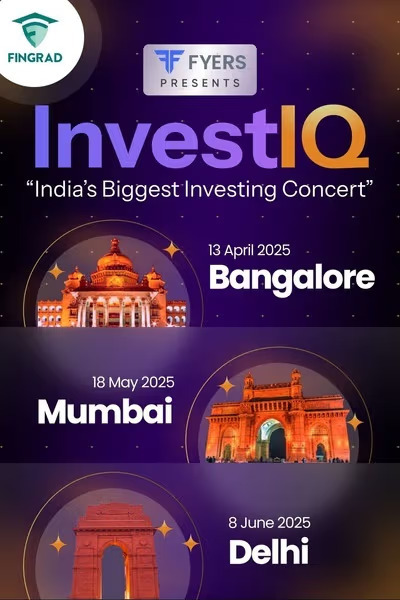 FINGRAD
FYERS
PRESENTS
InvestIQ
“India’s Biggest Investing Concert”
13 April 2025
Bangalore
18 May 2025
Mumbai
8 June 2025
Delhi